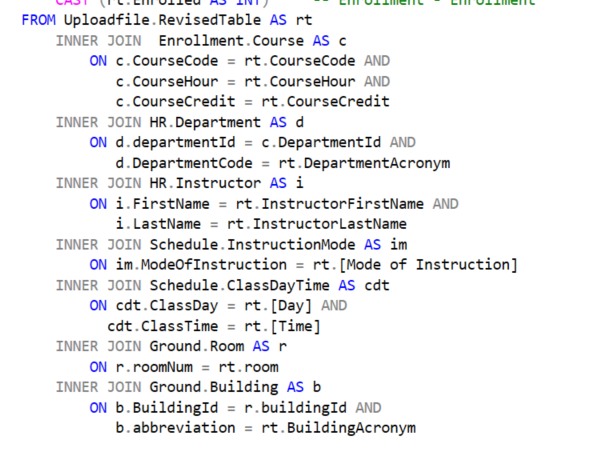 CAST (rt.Enrolled AS INT) -- Enrollment - Enrollment
FROM Uploadfile.RevisedTable AS rt
INNER JOIN Enrollment.Course AS c
ON c.CourseCode = rt.CourseCode AND
c.CourseHour = rt.CourseHour AND
c.CourseCredit = rt.CourseCredit
INNER JOIN HR.Department AS d
ON d.departmentId = c.DepartmentId AND
d.DepartmentCode = rt.DepartmentAcronym
INNER JOIN HR.Instructor AS i
ON i.FirstName = rt.InstructorFirstName AND
i.LastName = rt.InstructorLastName
INNER JOIN Schedule.InstructionMode AS im
ON im.ModeOfInstruction = rt.[Mode of Instruction]
INNER JOIN Schedule.ClassDayTime AS cdt
ON cdt.ClassDay = rt.[Day] AND
cdt.ClassTime = rt.[Time]
INNER JOIN Ground.Room AS r
ON r.roomNum = rt.room
INNER JOIN Ground.Building AS b
ON b.BuildingId = r.buildingId AND
b.abbreviation = rt.BuildingAcronym